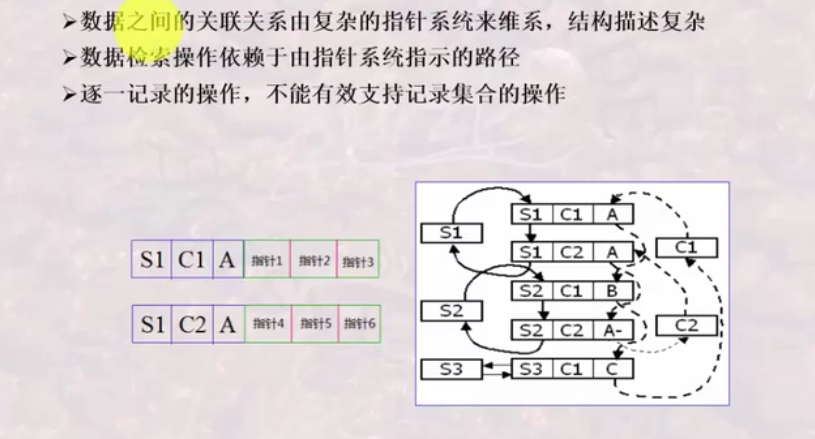 ➢数据之间的关联关系由复杂的指针系统来维系，结构描述复杂
➢数据检索操作依赖于由指针系统指示的路径
➢逐一记录的操作，不能有效支持记录集合的操作
S1 C1 A 指针1 指针2 指针3
S1 C2 A 指针4 指针5 指针6
S1 C1 A
S1
C1
S1 C2 A
S2 C1 B
S2
S2 C2 A-
C2
S3
S3 C1 C